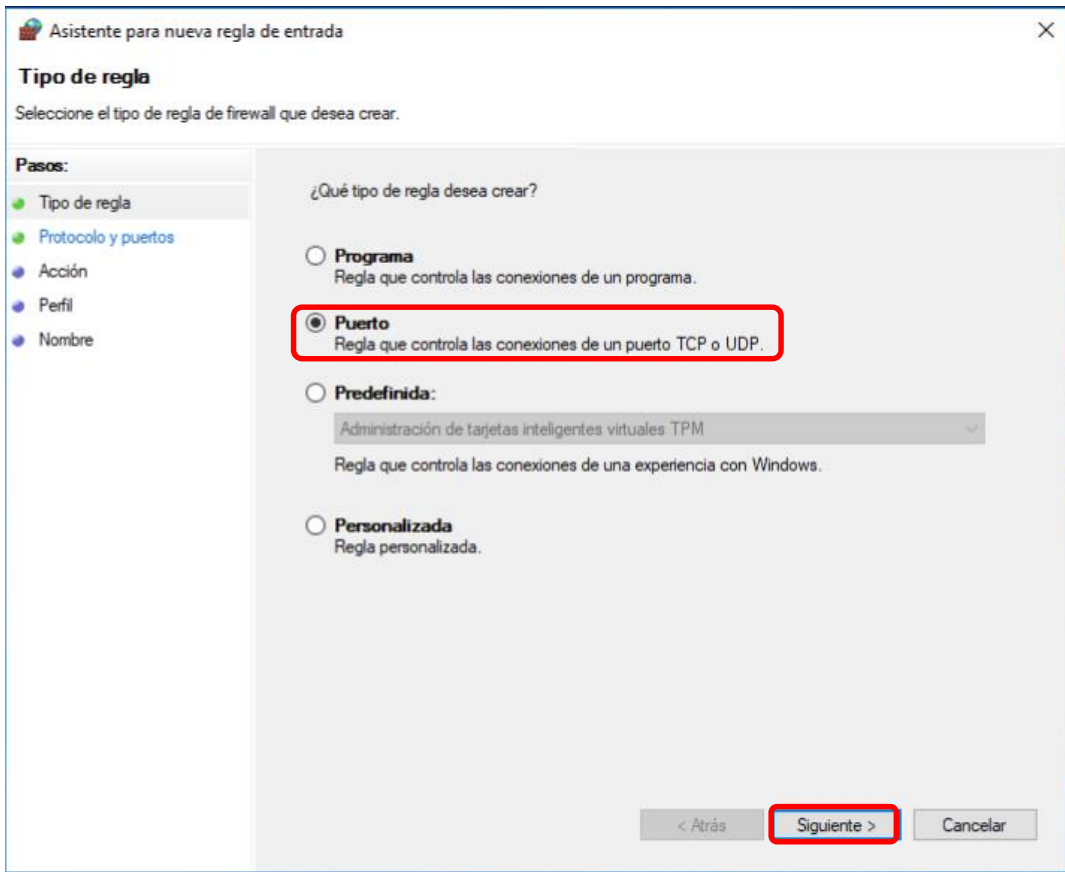 Asistente para nueva regla de entrada
Tipo de regla
Seleccione el tipo de regla de firewall que desea crear.
Pasos:
Tipo de regla
Protocolo y puertos
Acción
Perfil
Nombre
¿Qué tipo de regla desea crear?
Programa
Regla que controla las conexiones de un programa.
Puerto
Regla que controla las conexiones de un puerto TCP o UDP.
Predefinida:
Administración de tarjetas inteligentes virtuales TPM
Regla que controla las conexiones de una experiencia con Windows.
Personalizada
Regla personalizada.
< Atrás
Siguiente >
Cancelar